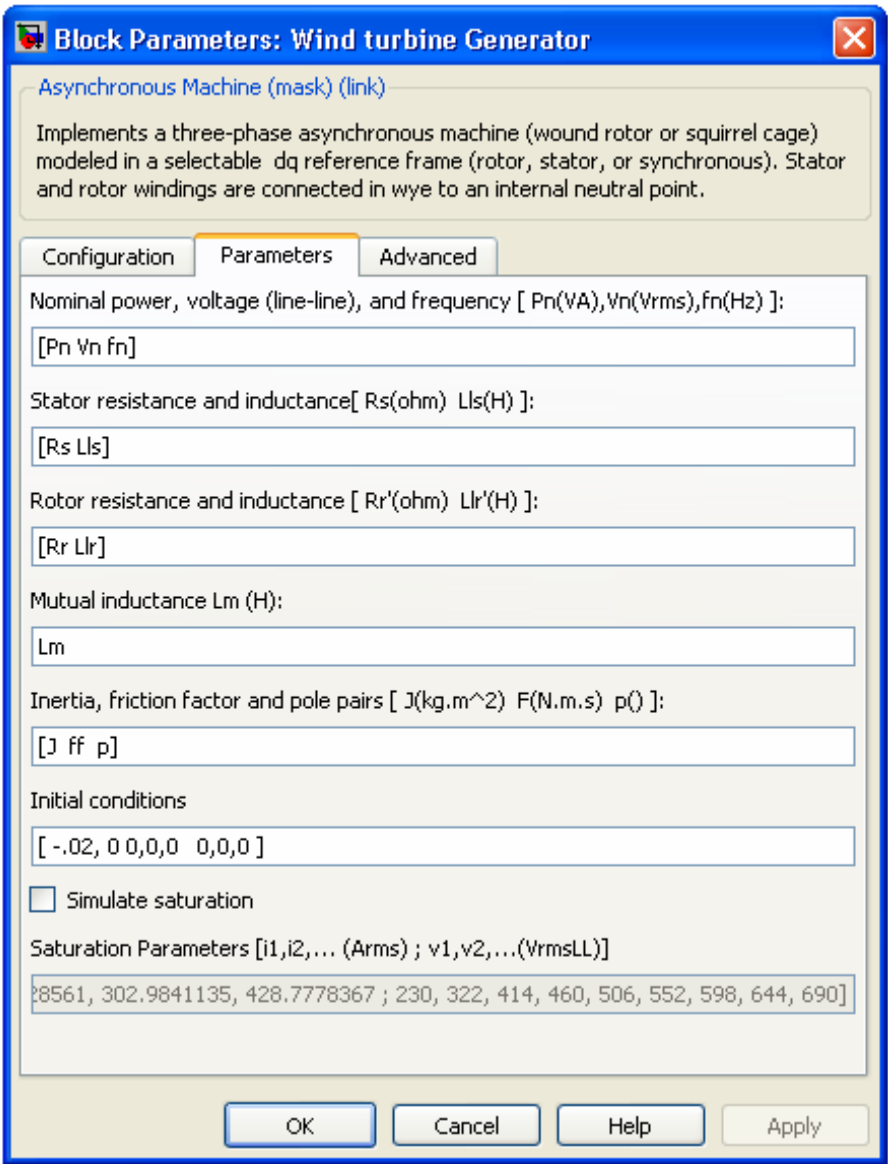 Block Parameters: Wind turbine Generator
Asynchronous Machine (mask) (link)
Implements a three-phase asynchronous machine (wound rotor or squirrel cage)
modeled in a selectable dq reference frame (rotor, stator, or synchronous). Stator
and rotor windings are connected in wye to an internal neutral point.
Configuration Parameters Advanced
Nominal power, voltage (line-line), and frequency [ Pn(VA),Vn(Vrms),fn(Hz) ]:
[Pn Vn fn]
Stator resistance and inductance[ Rs(ohm) Lls(H) ]:
[Rs Lls]
Rotor resistance and inductance [ Rr'(ohm) Llr'(H) ]:
[Rr Llr]
Mutual inductance Lm (H):
Lm
Inertia, friction factor and pole pairs [ J(kg.m^2) F(N.m.s) p() ]:
[J ff p]
Initial conditions
[ -.02, 0 0,0,0 0,0,0 ]
Simulate saturation
Saturation Parameters [i1,i2,... (Arms) ; v1,v2,...(VrmsLL)]
28561, 302.9841135, 428.7778367 ; 230, 322, 414, 460, 506, 552, 598, 644, 690]
OK Cancel Help Apply